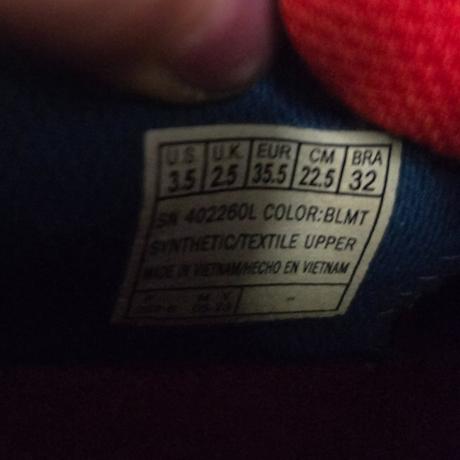 U.S. U.K. EUR CM BRA
3.5 2.5 35.5 22.5 32
SN 402260L COLOR:BLMT
SYNTHETIC/TEXTILE UPPER
MADE IN VIETNAM/HECHO EN VIETNAM
M Y